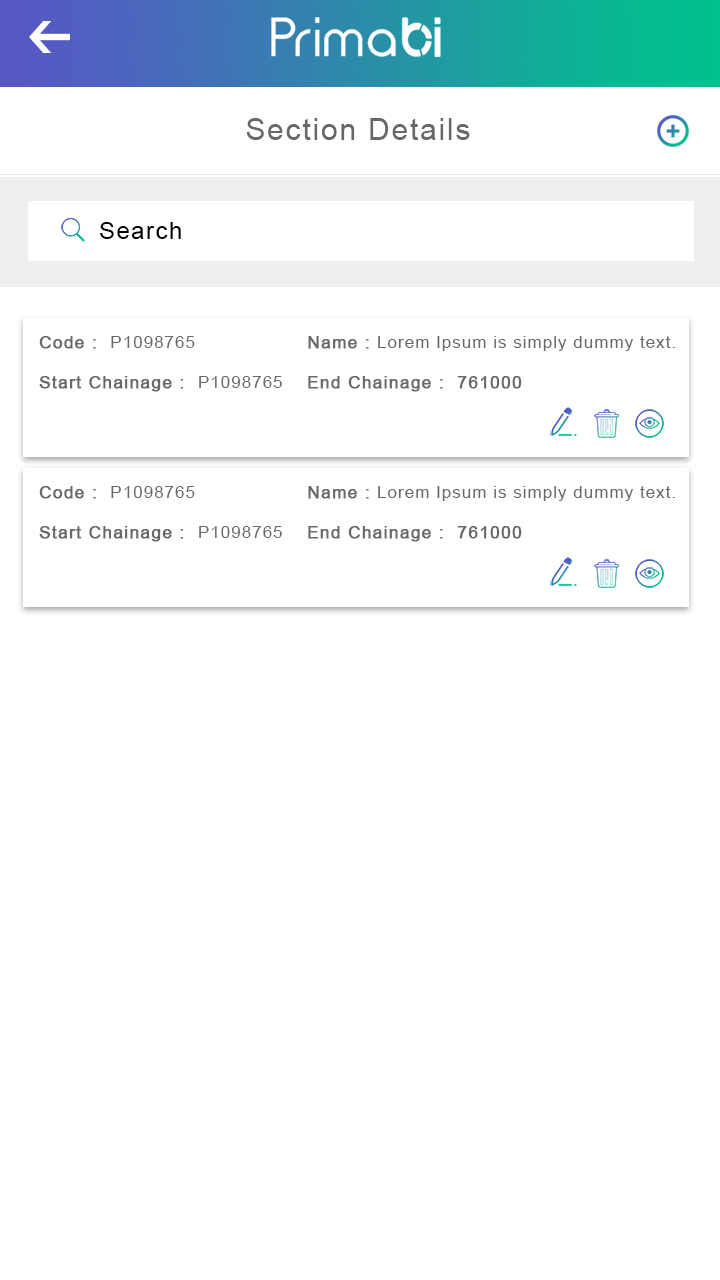 Primabi
Section Details
Search
Code : P1098765 Name : Lorem Ipsum is simply dummy text.
Start Chainage : P1098765 End Chainage : 761000
Code : P1098765 Name : Lorem Ipsum is simply dummy text.
Start Chainage : P1098765 End Chainage : 761000